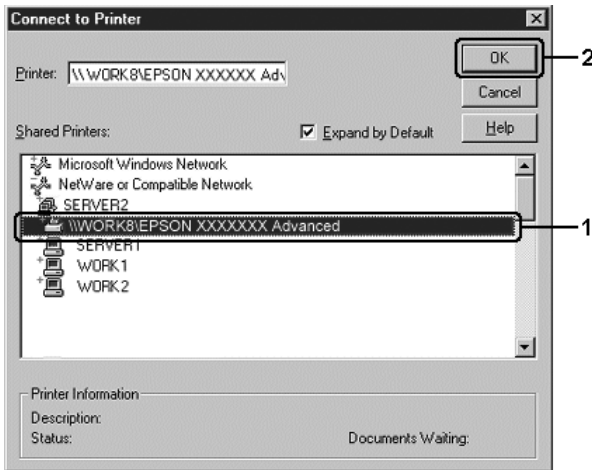 Connect to Printer
Printer: \\WORK8\EPSON XXXXXX Adv
OK
2
Cancel
Shared Printers:
Expand by Default
Help
Microsoft Windows Network
NetWare or Compatible Network
SERVER2
\\WORK8\EPSON XXXXXXX Advanced
1
SERVER1
WORK1
WORK2
Printer Information
Description:
Status:
Documents Waiting: